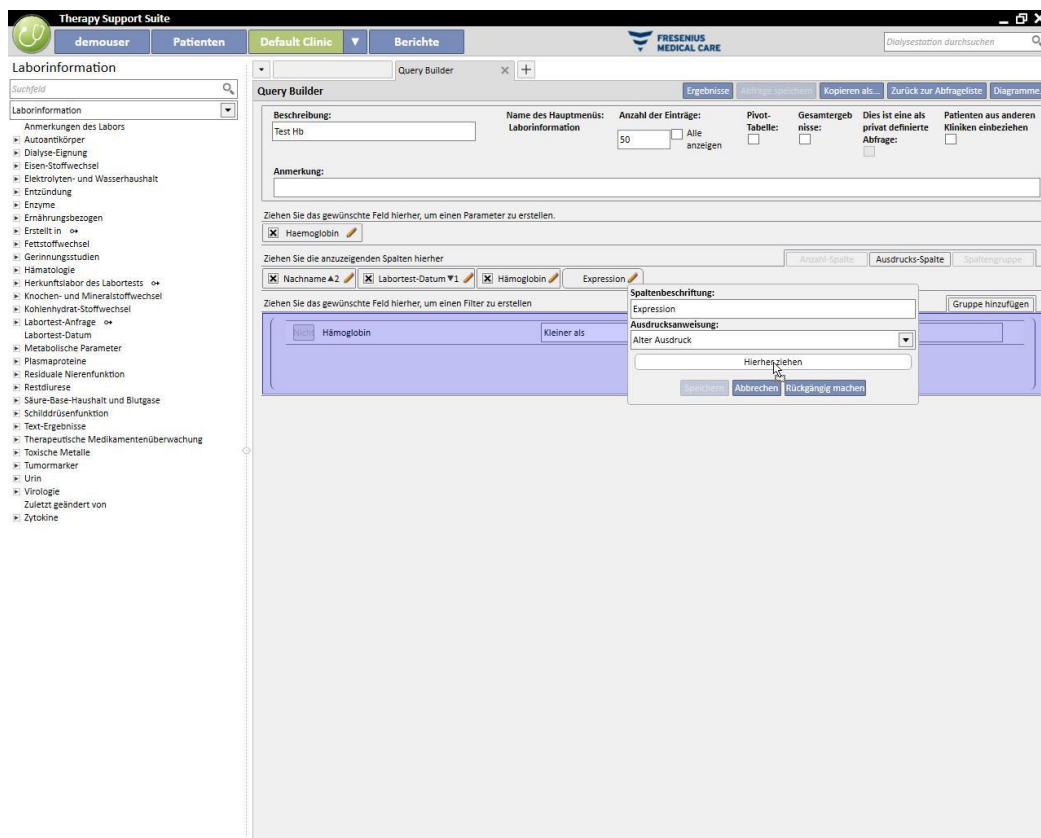 Therapy Support Suite
demouser
Patienten
Default Clinic
Berichte
FRESENIUS
MEDICAL CARE
Dialysestation durchsuchen
Laborinformation
Suchfeld
Laborinformation
Anmerkungen des Labors
Autoantikörper
Dialyse-Eignung
Eisen-Stoffwechsel
Elektrolyten- und Wasserhaushalt
Entzündung
Enzyme
Ernährungsbezogen
Erstellt in
Fettstoffwechsel
Gerinnungsstudien
Hämatologie
Herkunftslabor des Labortests
Knochen- und Mineralstoffwechsel
Kohlenhydrat-Stoffwechsel
Labortest-Anfrage
Labortest-Datum
Metabolische Parameter
Plasmaproteine
Residuale Nierenfunktion
Restdiurese
Säure-Base-Haushalt und Blutgase
Schilddrüsenfunktion
Text-Ergebnisse
Therapeutische Medikamentenüberwachung
Toxische Metalle
Tumormarker
Urin
Virologie
Zuletzt geändert von
Zytokine
Query Builder
Query Builder
Ergebnisse
Abfrage speichern
Kopieren als...
Zurück zur Abfrageliste
Diagramme
Beschreibung:
Test Hb
Name des Hauptmenüs:
Laborinformation
Anzahl der Einträge:
50
Alle
anzeigen
Pivot-
Tabelle:
Gesamtergeb
nisse:
Dies ist eine als
privat definierte
Abfrage:
Patienten aus anderen
Kliniken einbeziehen
Anmerkung:
Ziehen Sie das gewünschte Feld hierher, um einen Parameter zu erstellen.
Haemoglobin
Ziehen Sie die anzuzeigenden Spalten hierher
Anzahl-Spalte
Ausdrucks-Spalte
Spaltengruppe
Nachname ▲2
Labortest-Datum ▼1
Hämoglobin
Expression
Ziehen Sie das gewünschte Feld hierher, um einen Filter zu erstellen
Gruppe hinzufügen
Nicht
Hämoglobin
Kleiner als
Spaltenbeschriftung:
Expression
Ausdrucksanweisung:
Alter Ausdruck
Hierher ziehen
Speichern
Abbrechen
Rückgängig machen